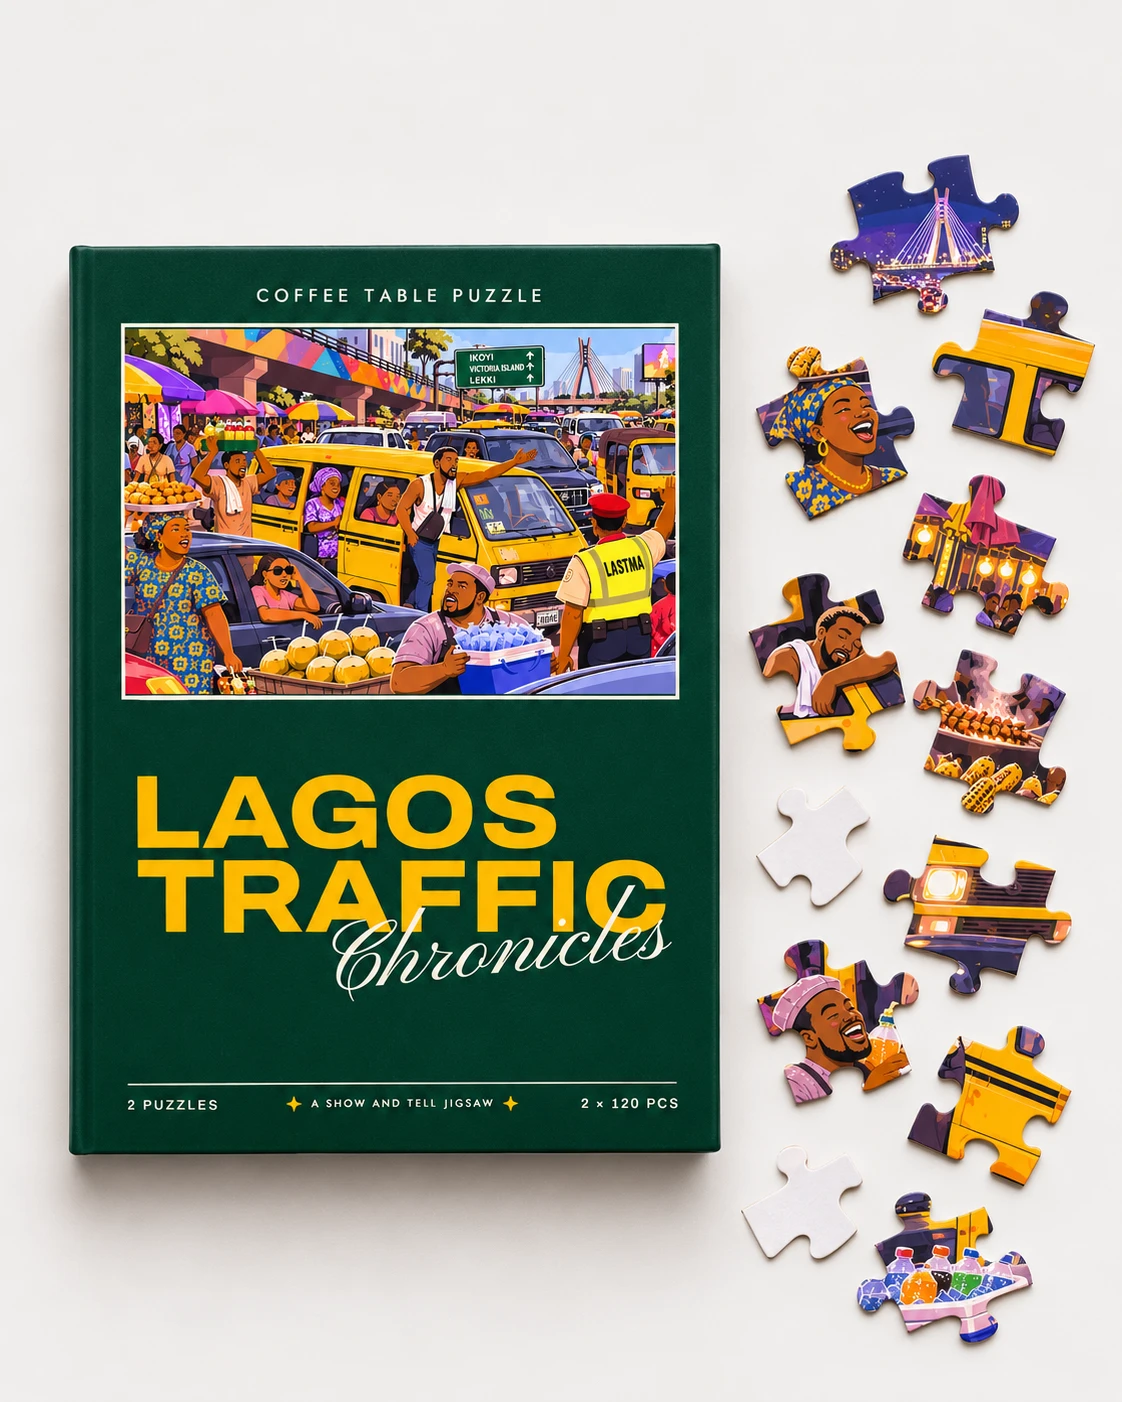 COFFEE TABLE PUZZLE
IKOYI
VICTORIA ISLAND
LEKKI
LASTMA
LAGOS
TRAFFIC
Chronicles
2 PUZZLES
A SHOW AND TELL JIGSAW
2 × 120 PCS